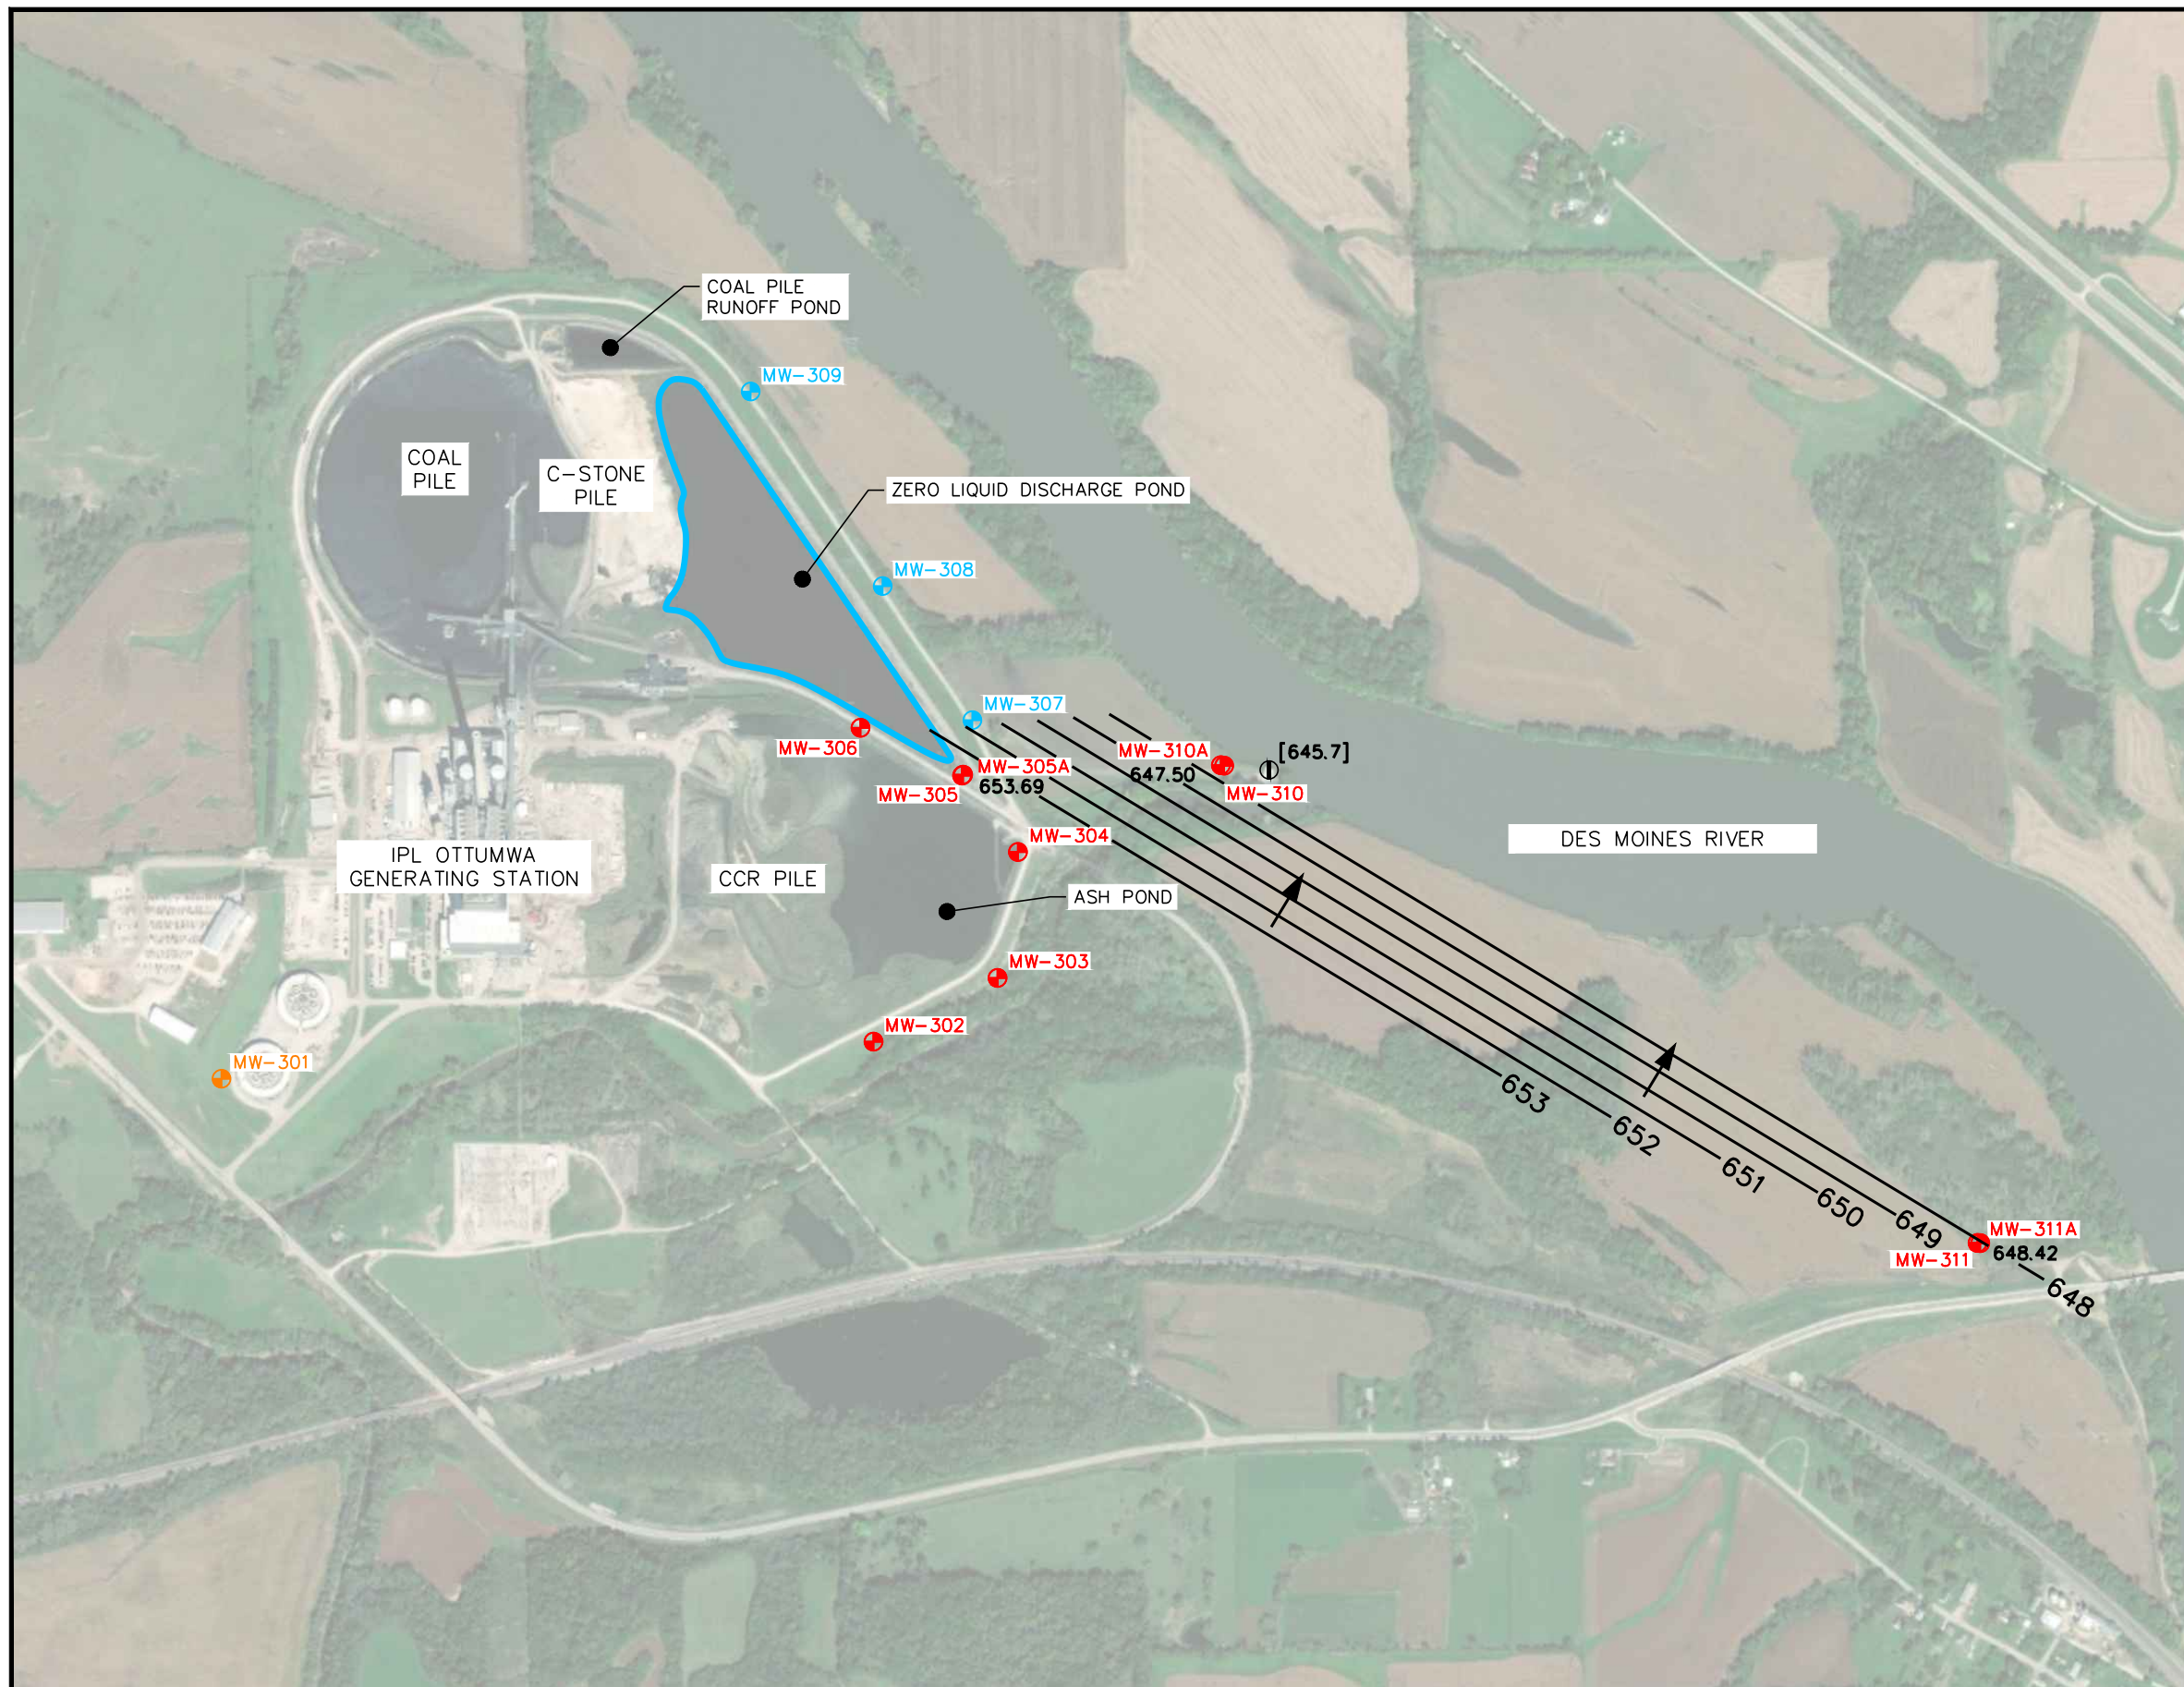 COAL PILE
RUNOFF POND
MW-309
COAL
PILE
C-STONE
PILE
ZERO LIQUID DISCHARGE POND
MW-308
MW-307
MW-306
MW-305A
653.69
MW-305
MW-310A
647.50
MW-310
[645.7]
MW-304
DES MOINES RIVER
IPL OTTUMWA
GENERATING STATION
CCR PILE
ASH POND
MW-303
MW-302
MW-301
653
652
651
650
649
648
MW-311A
648.42
MW-311